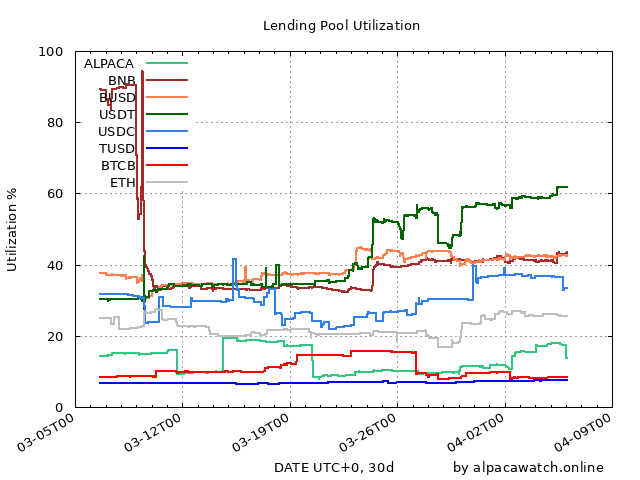 Lending Pool Utilization
100
80
60
40
20
0
Utilization %
ALPACA
BNB
BUSD
USDT
USDC
TUSD
BTCB
ETH
03-05T00
03-12T00
03-19T00
03-26T00
04-02T00
04-09T00
DATE UTC+0, 30d
by alpacawatch.online